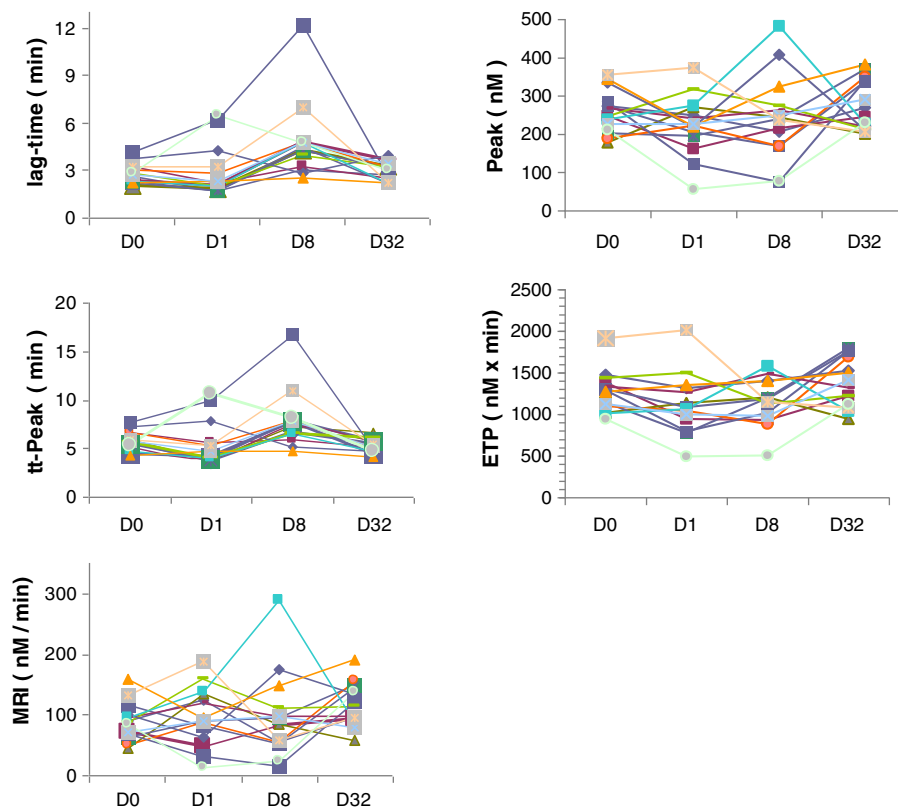 lag-time ( min)
12
9
6
3
0
D0 D1 D8 D32
Peak ( nM )
500
400
300
200
100
0
D0 D1 D8 D32
tt-Peak ( min)
20
15
10
5
0
D0 D1 D8 D32
ETP ( nM x min)
2500
2000
1500
1000
500
0
D0 D1 D8 D32
MRI ( nM / min)
300
200
100
0
D0 D1 D8 D32